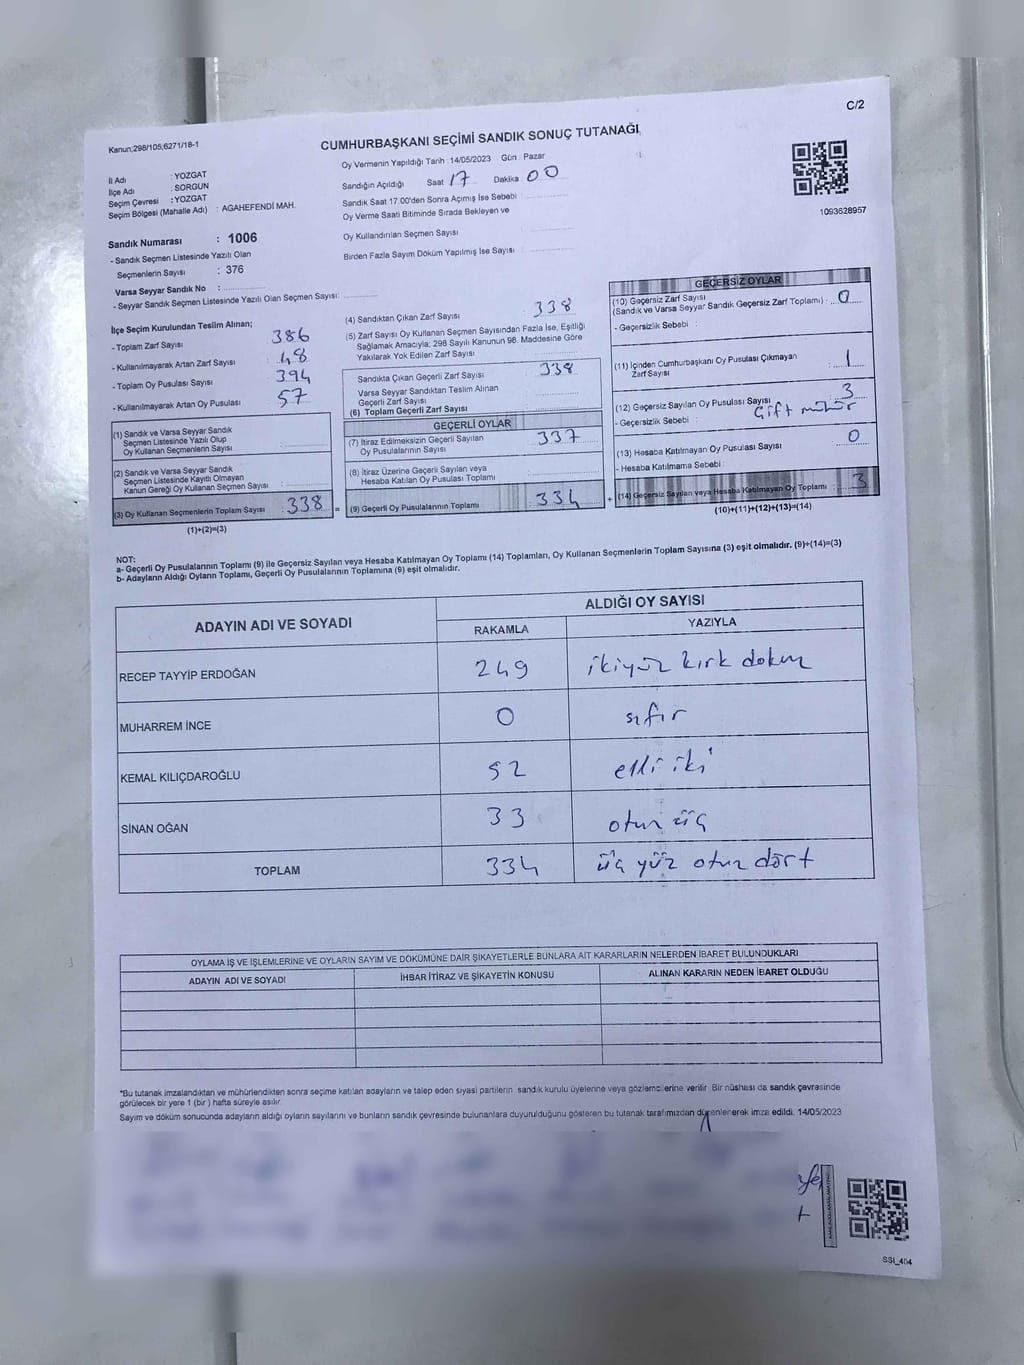 C/2
Kanun;298/105;6271/18-1
CUMHURBAŞKANI SEÇİMİ SANDIK SONUÇ TUTANAĞI
Oy Vermenin Yapıldığı Tarih : 14/05/2023 Gün : Pazar
İl Adı : YOZGAT
İlçe Adı : SORGUN
Seçim Çevresi : YOZGAT
Seçim Bölgesi (Mahalle Adı) : AGAHEFENDİ MAH.
Sandığın Açıldığı Saat 17 Dakika 00
Sandık Saat 17.00'den Sonra Açımış İse Sebebi :
Oy Verme Saati Bitiminde Sırada Bekleyen ve
Oy Kullandırılan Seçmen Sayısı
Birden Fazla Sayım Döküm Yapılmış İse Sayısı :
1093628957
Sandık Numarası : 1006
- Sandık Seçmen Listesinde Yazılı Olan
Seçmenlerin Sayısı : 376
Varsa Seyyar Sandık No :
- Seyyar Sandık Seçmen Listesinde Yazılı Olan Seçmen Sayısı:
İlçe Seçim Kurulundan Teslim Alınan;
- Toplam Zarf Sayısı 386
- Kullanılmayarak Artan Zarf Sayısı 48
- Toplam Oy Pusulası Sayısı 394
- Kullanılmayarak Artan Oy Pusulası 57
(1) Sandık ve Varsa Seyyar Sandık
Seçmen Listesinde Yazılı Olup
Oy Kullanan Seçmenlerin Sayısı :
(2) Sandık ve Varsa Seyyar Sandık
Seçmen Listesinde Kayıtlı Olmayan
Kanun Gereği Oy Kullanan Seçmen Sayısı :
(3) Oy Kullanan Seçmenlerin Toplam Sayısı : 338 =
(1)+(2)=(3)
(4) Sandıktan Çıkan Zarf Sayısı 338
(5) Zarf Sayısı Oy Kullanan Seçmen Sayısından Fazla İse, Eşitliği
Sağlamak Amacıyla; 298 Sayılı Kanunun 98. Maddesine Göre
Yakılarak Yok Edilen Zarf Sayısı
Sandıkta Çıkan Geçerli Zarf Sayısı 338
Varsa Seyyar Sandıktan Teslim Alınan
Geçerli Zarf Sayısı
(6) Toplam Geçerli Zarf Sayısı
GEÇERLİ OYLAR
(7) İtiraz Edilmeksizin Geçerli Sayılan
Oy Pusulalarının Sayısı 337
(8) İtiraz Üzerine Geçerli Sayılan veya
Hesaba Katılan Oy Pusulası Toplamı
(9) Geçerli Oy Pusulalarının Toplamı 334 +
GEÇERSİZ OYLAR
(10) Geçersiz Zarf Sayısı
(Sandık ve Varsa Seyyar Sandık Geçersiz Zarf Toplamı) : 0
- Geçersizlik Sebebi :
(11) İçinden Cumhurbaşkanı Oy Pusulası Çıkmayan
Zarf Sayısı 1
(12) Geçersiz Sayılan Oy Pusulası Sayısı 3
- Geçersizlik Sebebi : Çift mühür
(13) Hesaba Katılmayan Oy Pusulası Sayısı 0
- Hesaba Katılmama Sebebi :
(14) Geçersiz Sayılan veya Hesaba Katılmayan Oy Toplamı : 3
(10)+(11)+(12)+(13)=(14)
NOT:
a- Geçerli Oy Pusulalarının Toplamı (9) ile Geçersiz Sayılan veya Hesaba Katılmayan Oy Toplamı (14) Toplamları, Oy Kullanan Seçmenlerin Toplam Sayısına (3) eşit olmalıdır. (9)+(14)=(3)
b- Adayların Aldığı Oyların Toplamı, Geçerli Oy Pusulalarının Toplamına (9) eşit olmalıdır.
ADAYIN ADI VE SOYADI
ALDIĞI OY SAYISI
RAKAMLA YAZIYLA
RECEP TAYYİP ERDOĞAN 249 ikiyüz kırk dokuz
MUHARREM İNCE 0 sıfır
KEMAL KILIÇDAROĞLU 52 elli iki
SİNAN OĞAN 33 otuz üç
TOPLAM 334 üç yüz otuz dört
OYLAMA İŞ VE İŞLEMLERİNE VE OYLARIN SAYIM VE DÖKÜMÜNE DAİR ŞİKAYETLERLE BUNLARA AİT KARARLARIN NELERDEN İBARET BULUNDUKLARI
ADAYIN ADI VE SOYADI İHBAR İTİRAZ VE ŞİKAYETİN KONUSU ALINAN KARARIN NEDEN İBARET OLDUĞU
*Bu tutanak imzalandıktan ve mühürlendikten sonra seçime katılan adayların ve talep eden siyasi partilerin sandık kurulu üyelerine veya gözlemcilerine verilir. Bir nüshası da sandık çevresinde
görülecek bir yere 1 (bir) hafta süreyle asılır.
Sayım ve döküm sonucunda adayların aldığı oyların sayılarını ve bunların sandık çevresinde bulunanlara duyurulduğunu gösteren bu tutanak tarafımızdan düzenlenerek imza edildi. 14/05/2023
SSI_404